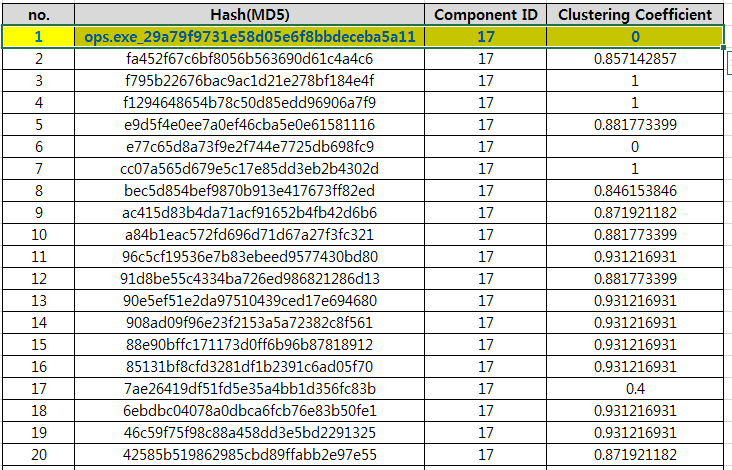 no. Hash(MD5) Component ID Clustering Coefficient
1 ops.exe_29a79f9731e58d05e6f8bbdeceba5a11 17 0
2 fa452f67c6bf8056b563690d61c4a4c6 17 0.857142857
3 f795b22676bac9ac1d21e278bf184e4f 17 1
4 f1294648654b78c50d85edd96906a7f9 17 1
5 e9d5f4e0ee7a0ef46cba5e0e61581116 17 0.881773399
6 e77c65d8a73f9e2f744e7725db698fc9 17 0
7 cc07a565d679e5c17e85dd3eb2b4302d 17 1
8 bec5d854bef9870b913e417673ff82ed 17 0.846153846
9 ac415d83b4da71acf91652b4fb42d6b6 17 0.871921182
10 a84b1eac572fd696d71d67a27f3fc321 17 0.881773399
11 96c5cf19536e7b83ebeed9577430bd80 17 0.931216931
12 91d8be55c4334ba726ed986821286d13 17 0.881773399
13 90e5ef51e2da97510439ced17e694680 17 0.931216931
14 908ad09f96e23f2153a5a72382c8f561 17 0.931216931
15 88e90bffc171173d0ff6b96b87818912 17 0.931216931
16 85131bf8cfd3281df1b2391c6ad05f70 17 0.931216931
17 7ae26419df51fd5e35a4bb1d356fc83b 17 0.4
18 6ebdbc04078a0dbca6fcb76e83b50fe1 17 0.931216931
19 46c59f75f98c88a458dd3e5bd2291325 17 0.931216931
20 42585b519862985cbd89ffabb2e97e55 17 0.871921182